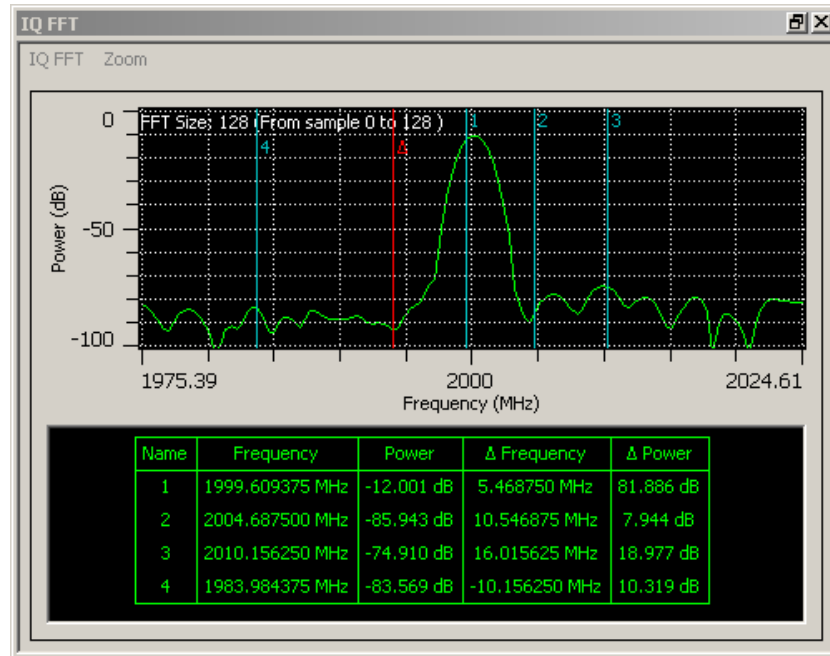 IQ FFT
IQ FFT Zoom
FFT Size: 128 (From sample 0 to 128 )
1 2 3
4 Δ
0
-50
-100
Power (dB)
1975.39 2000 2024.61
Frequency (MHz)
Name Frequency Power Δ Frequency Δ Power
1 1999.609375 MHz -12.001 dB 5.468750 MHz 81.886 dB
2 2004.687500 MHz -85.943 dB 10.546875 MHz 7.944 dB
3 2010.156250 MHz -74.910 dB 16.015625 MHz 18.977 dB
4 1983.984375 MHz -83.569 dB -10.156250 MHz 10.319 dB